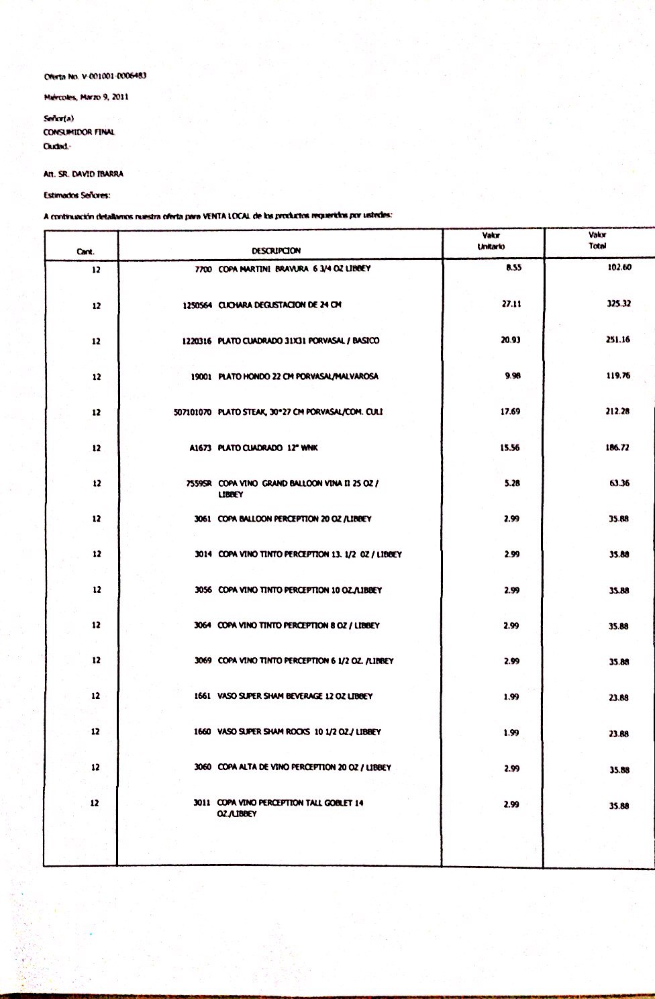 Oferta No. V-001001-0006483
Miércoles, Marzo 9, 2011
Señor(a)
CONSUMIDOR FINAL
Ciudad.-
Att. SR. DAVID IBARRA
Estimados Señores:
A continuación detallamos nuestra oferta para VENTA LOCAL de los productos requeridos por ustedes:
Cant. DESCRIPCION Valor Unitario Valor Total
12 7700 COPA MARTINI BRAVURA 6 3/4 OZ LIBBEY 8.55 102.60
12 1250564 CUCHARA DEGUSTACION DE 24 CM 27.11 325.32
12 1220316 PLATO CUADRADO 31X31 PORVASAL / BASICO 20.93 251.16
12 19001 PLATO HONDO 22 CM PORVASAL/MALVAROSA 9.98 119.76
12 507101070 PLATO STEAK, 30*27 CM PORVASAL/COM. CULI 17.69 212.28
12 A1673 PLATO CUADRADO 12" WNK 15.56 186.72
12 7559SR COPA VINO GRAND BALLOON VINA II 25 OZ / 5.28 63.36
LIBBEY
12 3061 COPA BALLOON PERCEPTION 20 OZ /LIBBEY 2.99 35.88
12 3014 COPA VINO TINTO PERCEPTION 13. 1/2 OZ / LIBBEY 2.99 35.88
12 3056 COPA VINO TINTO PERCEPTION 10 OZ./LIBBEY 2.99 35.88
12 3064 COPA VINO TINTO PERCEPTION 8 OZ / LIBBEY 2.99 35.88
12 3069 COPA VINO TINTO PERCEPTION 6 1/2 OZ. /LIBBEY 2.99 35.88
12 1661 VASO SUPER SHAM BEVERAGE 12 OZ LIBBEY 1.99 23.88
12 1660 VASO SUPER SHAM ROCKS 10 1/2 OZ./ LIBBEY 1.99 23.88
12 3060 COPA ALTA DE VINO PERCEPTION 20 OZ / LIBBEY 2.99 35.88
12 3011 COPA VINO PERCEPTION TALL GOBLET 14 2.99 35.88
OZ./LIBBEY